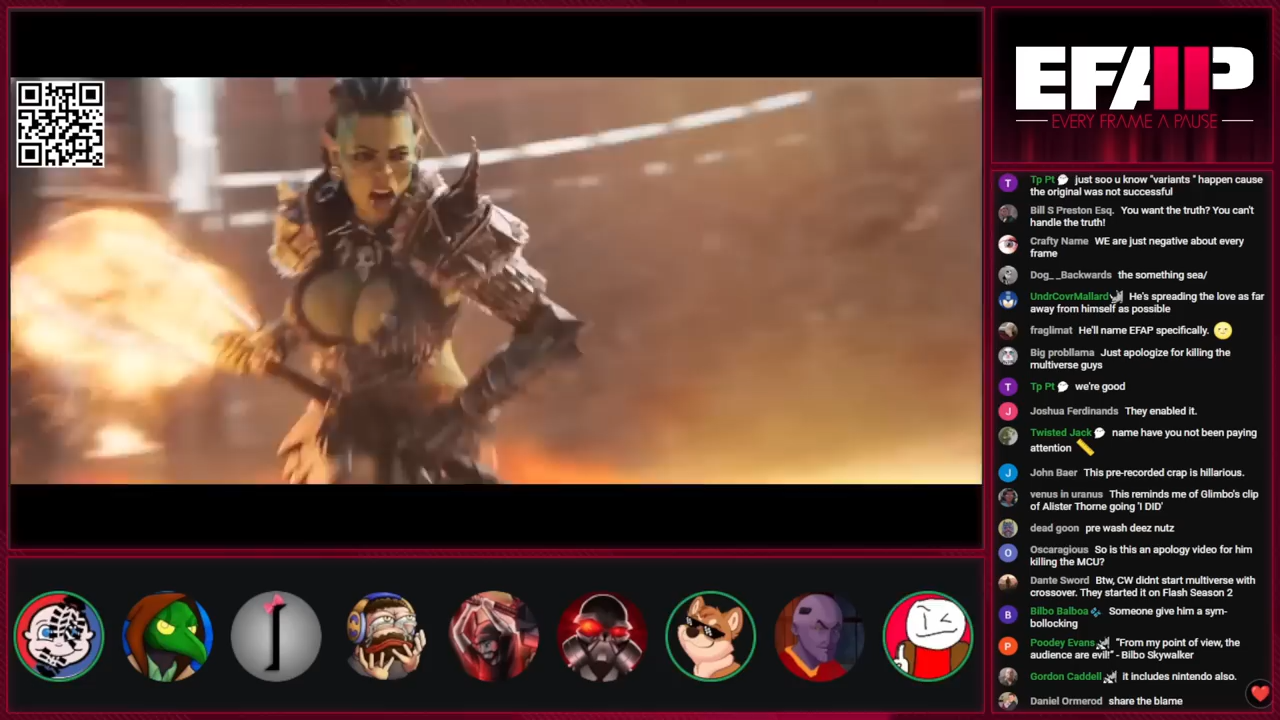 EFAP
EVERY FRAME A PAUSE
Tp Pt just soo u know "variants " happen cause
the original was not successful
Bill S Preston Esq. You want the truth? You can't
handle the truth!
Crafty Name WE are just negative about every
frame
Dog_ _Backwards the something sea/
UndrCovrMallard He's spreading the love as far
away from himself as possible
fraglimat He'll name EFAP specifically.
Big probllama Just apologize for killing the
multiverse guys
Tp Pt we're good
Joshua Ferdinands They enabled it.
Twisted Jack name have you not been paying
attention
John Baer This pre-recorded crap is hillarious.
venus in uranus This reminds me of Glimbo's clip
of Alister Thorne going 'I DID'
dead goon pre wash deez nutz
Oscaragious So is this an apology video for him
killing the MCU?
Dante Sword Btw, CW didnt start multiverse with
crossover. They started it on Flash Season 2
Bilbo Balboa Someone give him a sym-
bollocking
Poodey Evans "From my point of view, the
audience are evil!" - Bilbo Skywalker
Gordon Caddell it includes nintendo also.
Daniel Ormerod share the blame
T
T
J
J
O
B
P